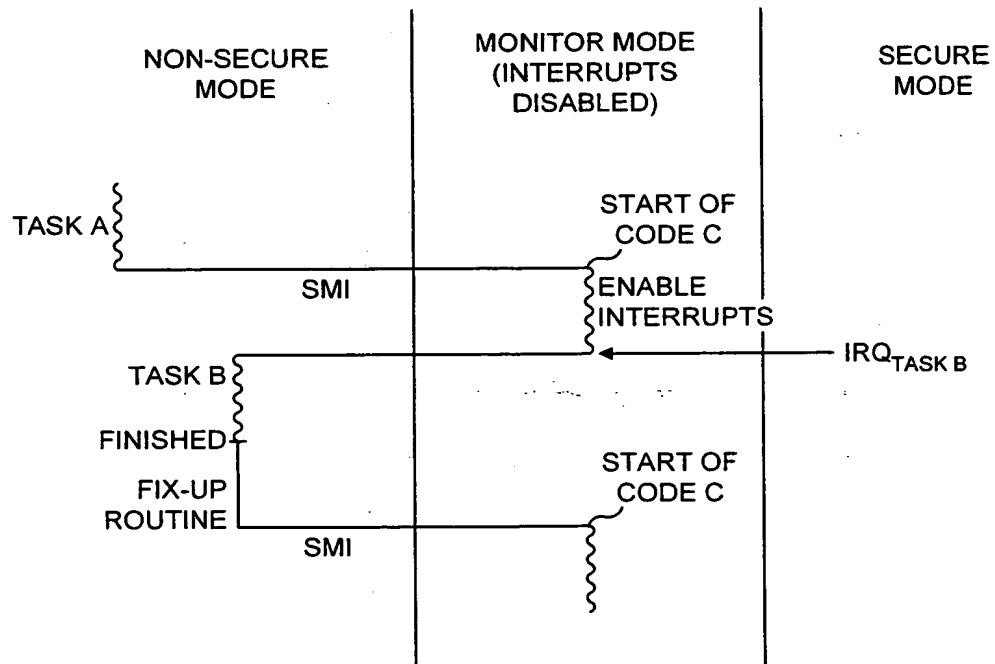 NON-SECURE
MODE
MONITOR MODE
(INTERRUPTS
DISABLED)
SECURE
MODE
TASK A
START OF
CODE C
SMI
ENABLE
INTERRUPTS
IRQTASK B
TASK B
FINISHED
FIX-UP
ROUTINE
START OF
CODE C
SMI